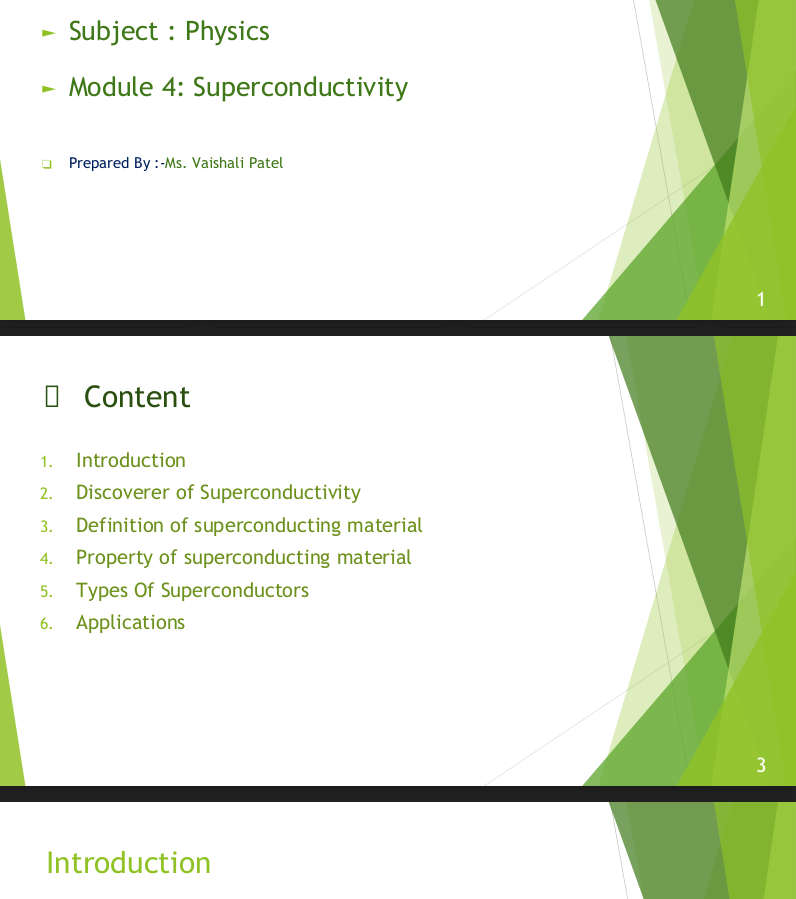 ► Subject : Physics
► Module 4: Superconductivity
❑ Prepared By :-Ms. Vaishali Patel
1
Content
1. Introduction
2. Discoverer of Superconductivity
3. Definition of superconducting material
4. Property of superconducting material
5. Types Of Superconductors
6. Applications
3
Introduction